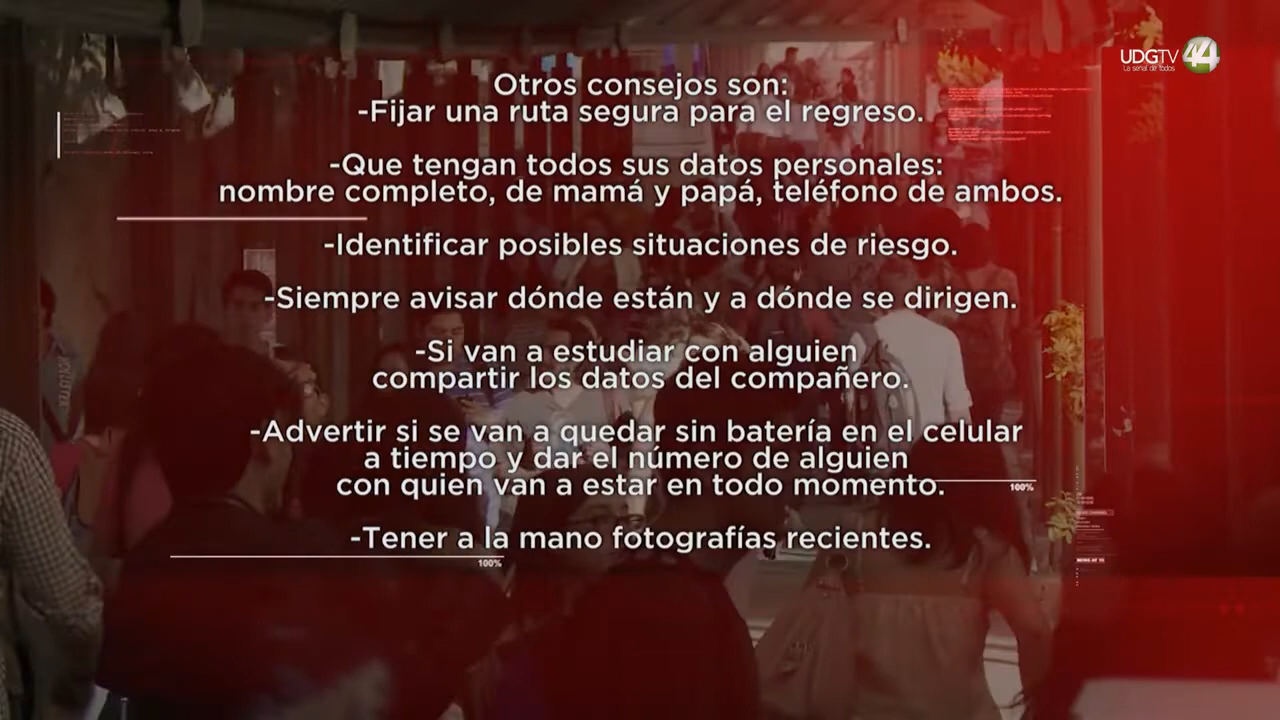 UDGTV 44
La señal de todos
Otros consejos son:
-Fijar una ruta segura para el regreso.
-Que tengan todos sus datos personales:
nombre completo, de mamá y papá, teléfono de ambos.
-Identificar posibles situaciones de riesgo.
-Siempre avisar dónde están y a dónde se dirigen.
-Si van a estudiar con alguien
compartir los datos del compañero.
-Advertir si se van a quedar sin batería en el celular
a tiempo y dar el número de alguien
con quien van a estar en todo momento.
100%
-Tener a la mano fotografías recientes.
100%